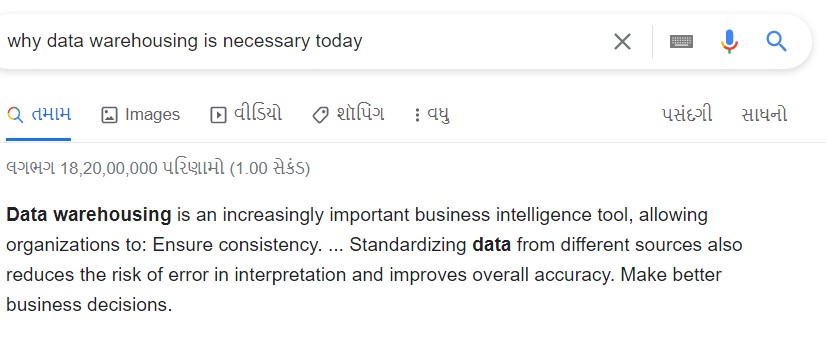 why data warehousing is necessary today
તમામ Images વીડિયો શૉપિંગ વધુ પસંદગી સાધનો
લગભગ 18,20,00,000 પરિણામો (1.00 સેકંડ)
Data warehousing is an increasingly important business intelligence tool, allowing
organizations to: Ensure consistency. ... Standardizing data from different sources also
reduces the risk of error in interpretation and improves overall accuracy. Make better
business decisions.